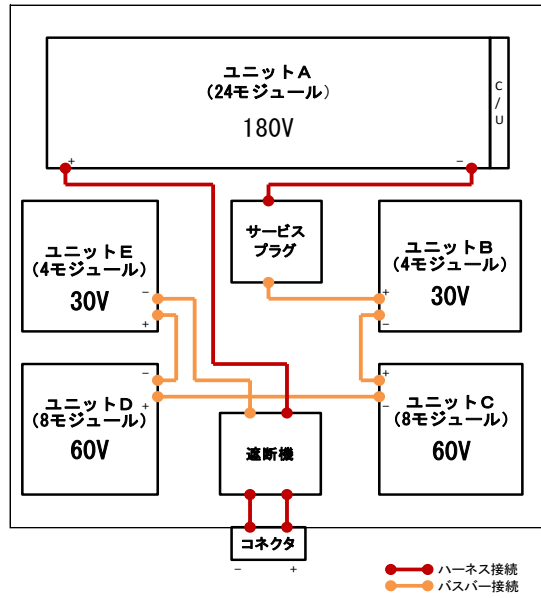 ユニットA
(24モジュール)
180V
C/U
+
−
サービス
プラグ
ユニットE
(4モジュール)
30V
−
+
ユニットB
(4モジュール)
30V
+
−
ユニットD
(8モジュール)
60V
−
+
ユニットC
(8モジュール)
60V
+
−
遮断機
コネクタ
− +
ハーネス接続
バスバー接続